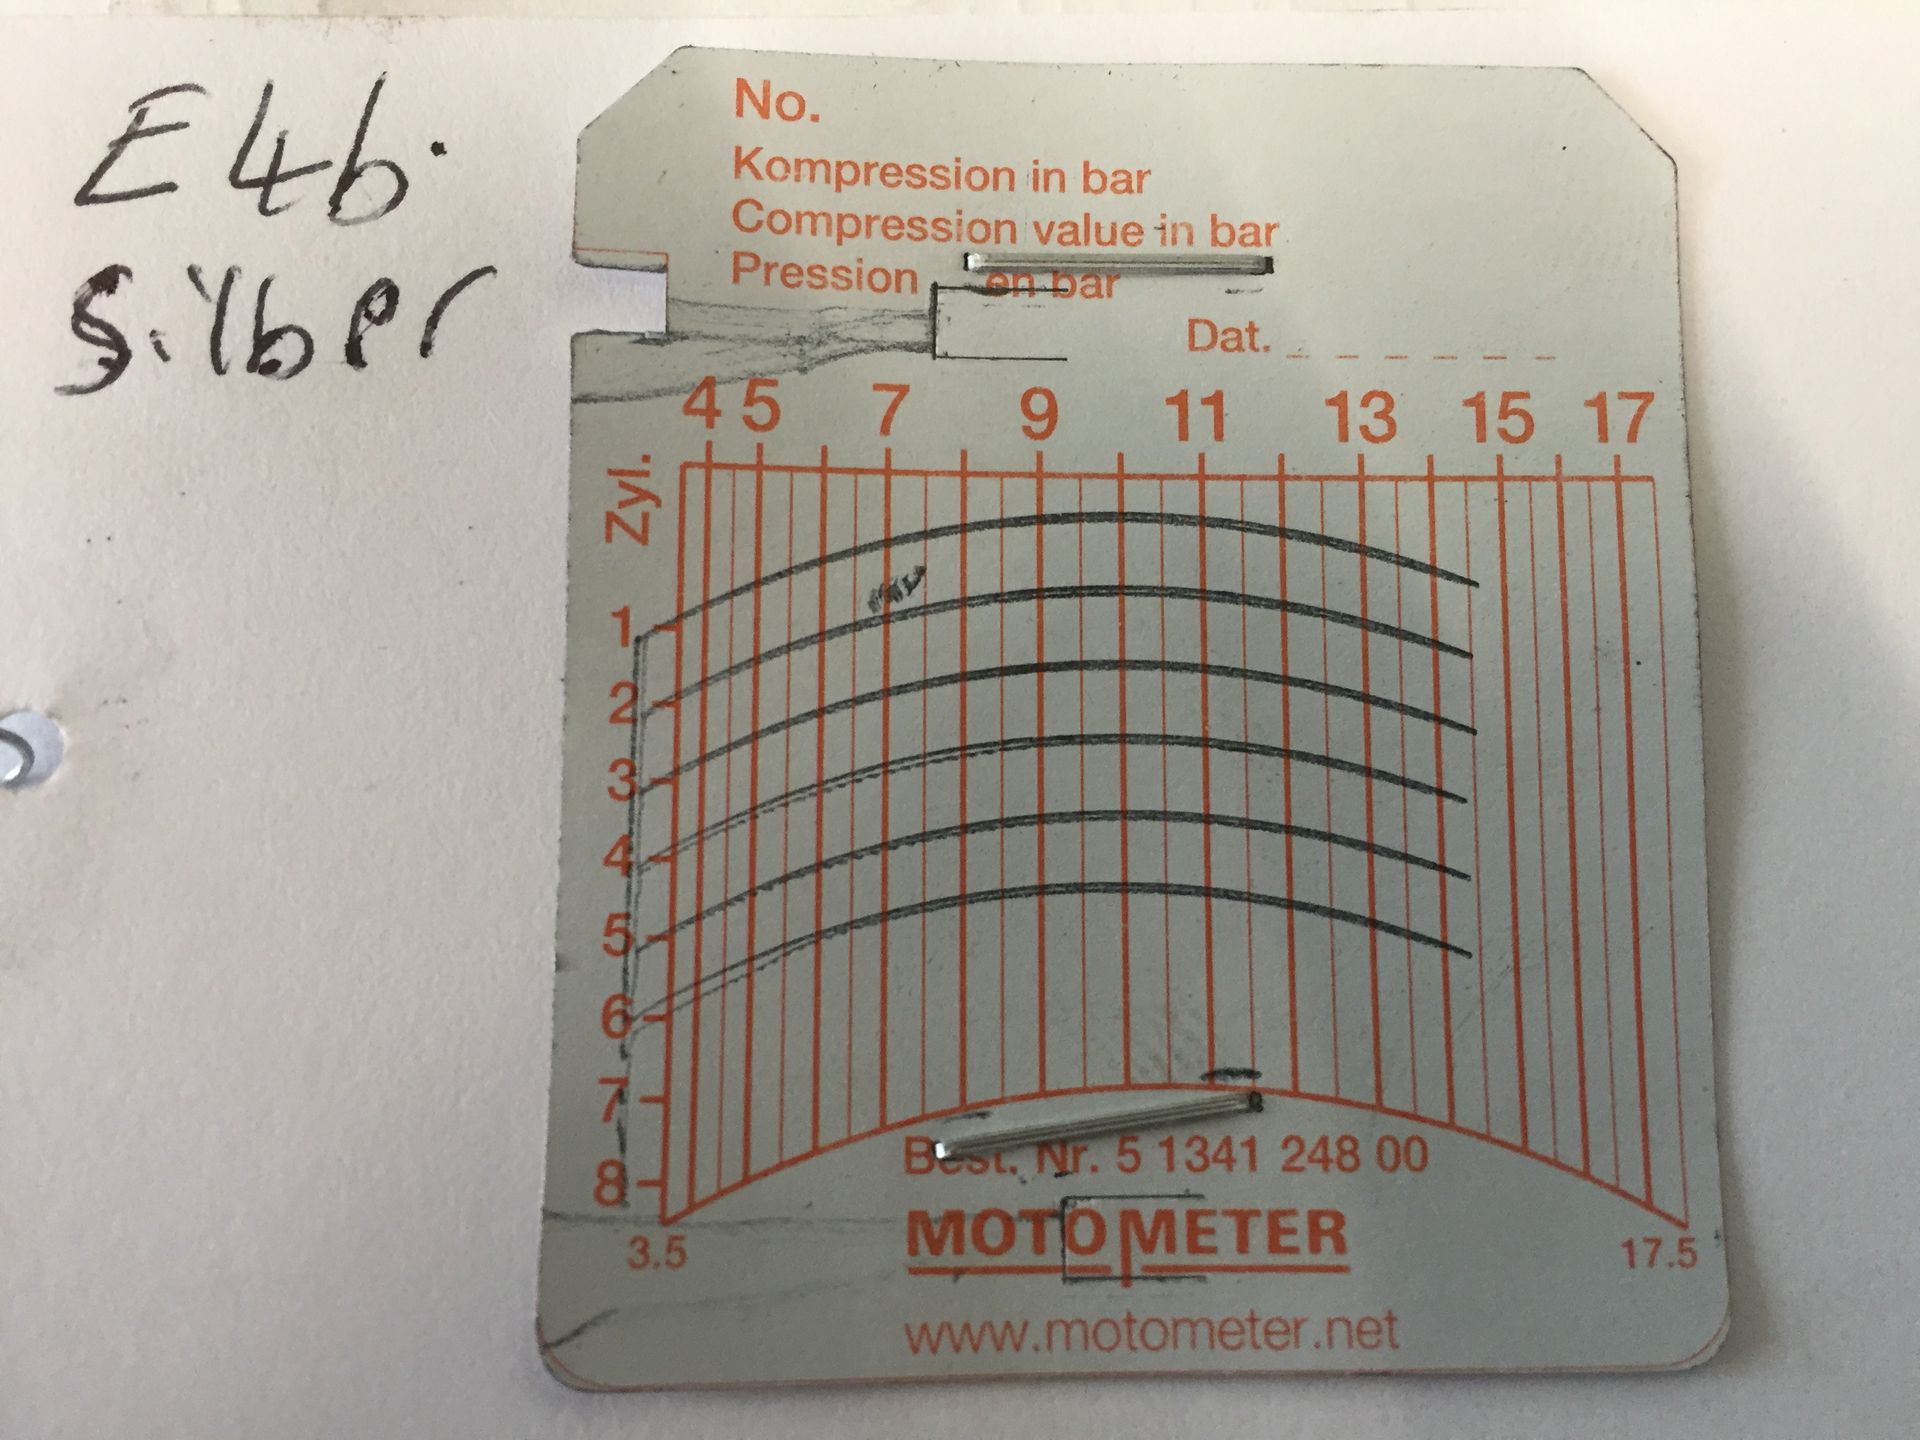 E46.
Silber
No.
Kompression in bar
Compression value in bar
Pression en bar
Dat.
4 5 7 9 11 13 15 17
Zyl.
1
2
3
4
5
6
7
8
3.5 17.5
Best. Nr. 5 1341 248 00
MOTOMETER
www.motometer.net